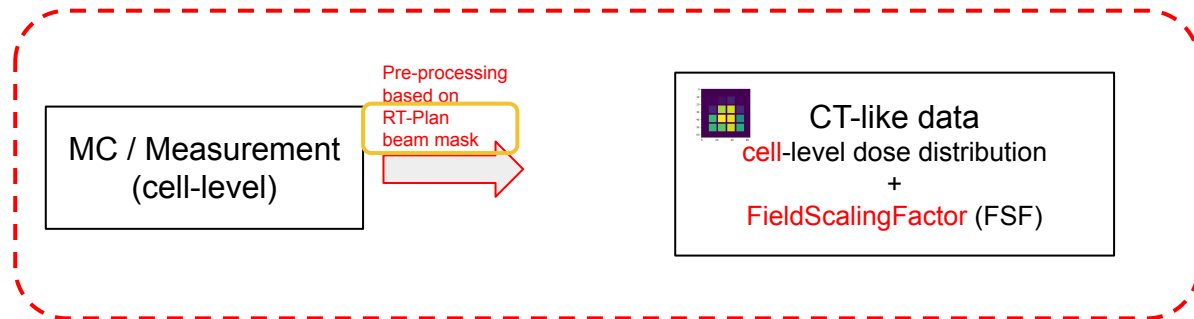 MC / Measurement
(cell-level)
Pre-processing
based on
RT-Plan
beam mask
CT-like data
cell-level dose distribution
+
FieldScalingFactor (FSF)